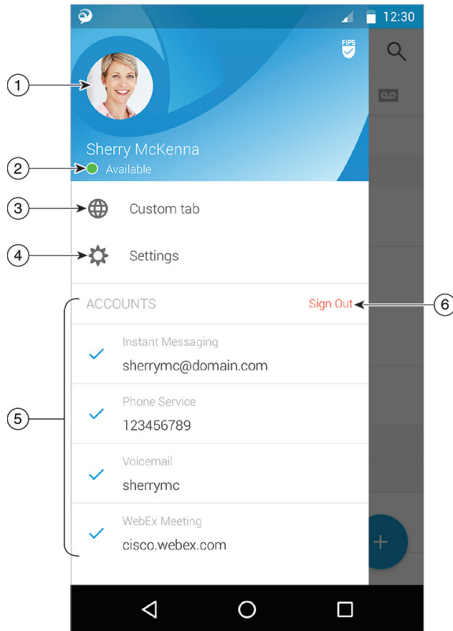 12:30
FIPS
1
Sherry McKenna
2
Available
3
Custom tab
4
Settings
ACCOUNTS
Sign Out
6
Instant Messaging
sherrymc@domain.com
5
Phone Service
123456789
Voicemail
sherrymc
WebEx Meeting
cisco.webex.com